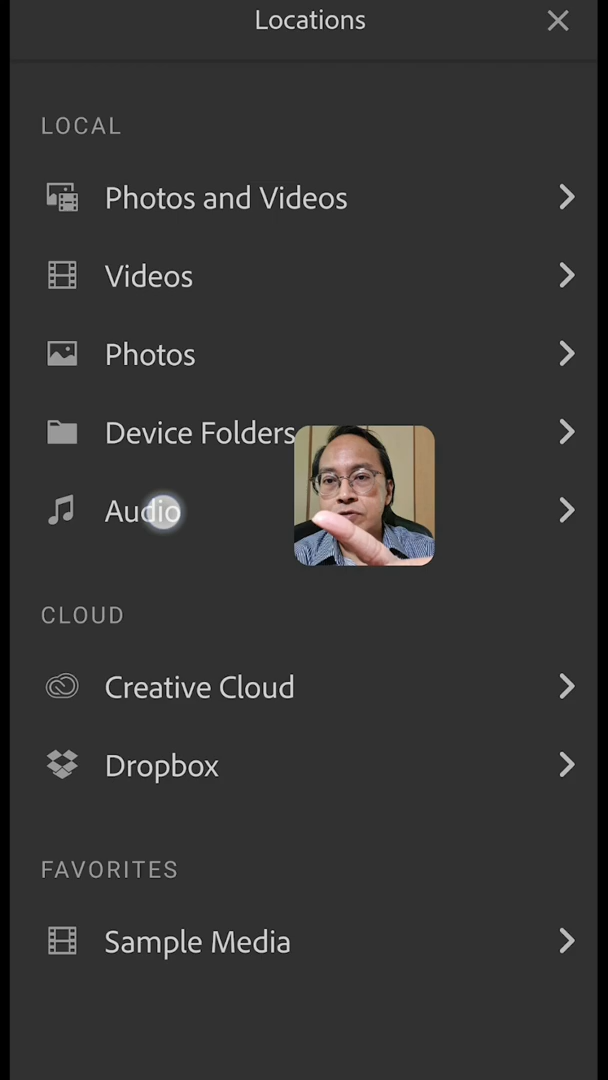 Locations
LOCAL
Photos and Videos
Videos
Photos
Device Folders
Audio
CLOUD
Creative Cloud
Dropbox
FAVORITES
Sample Media